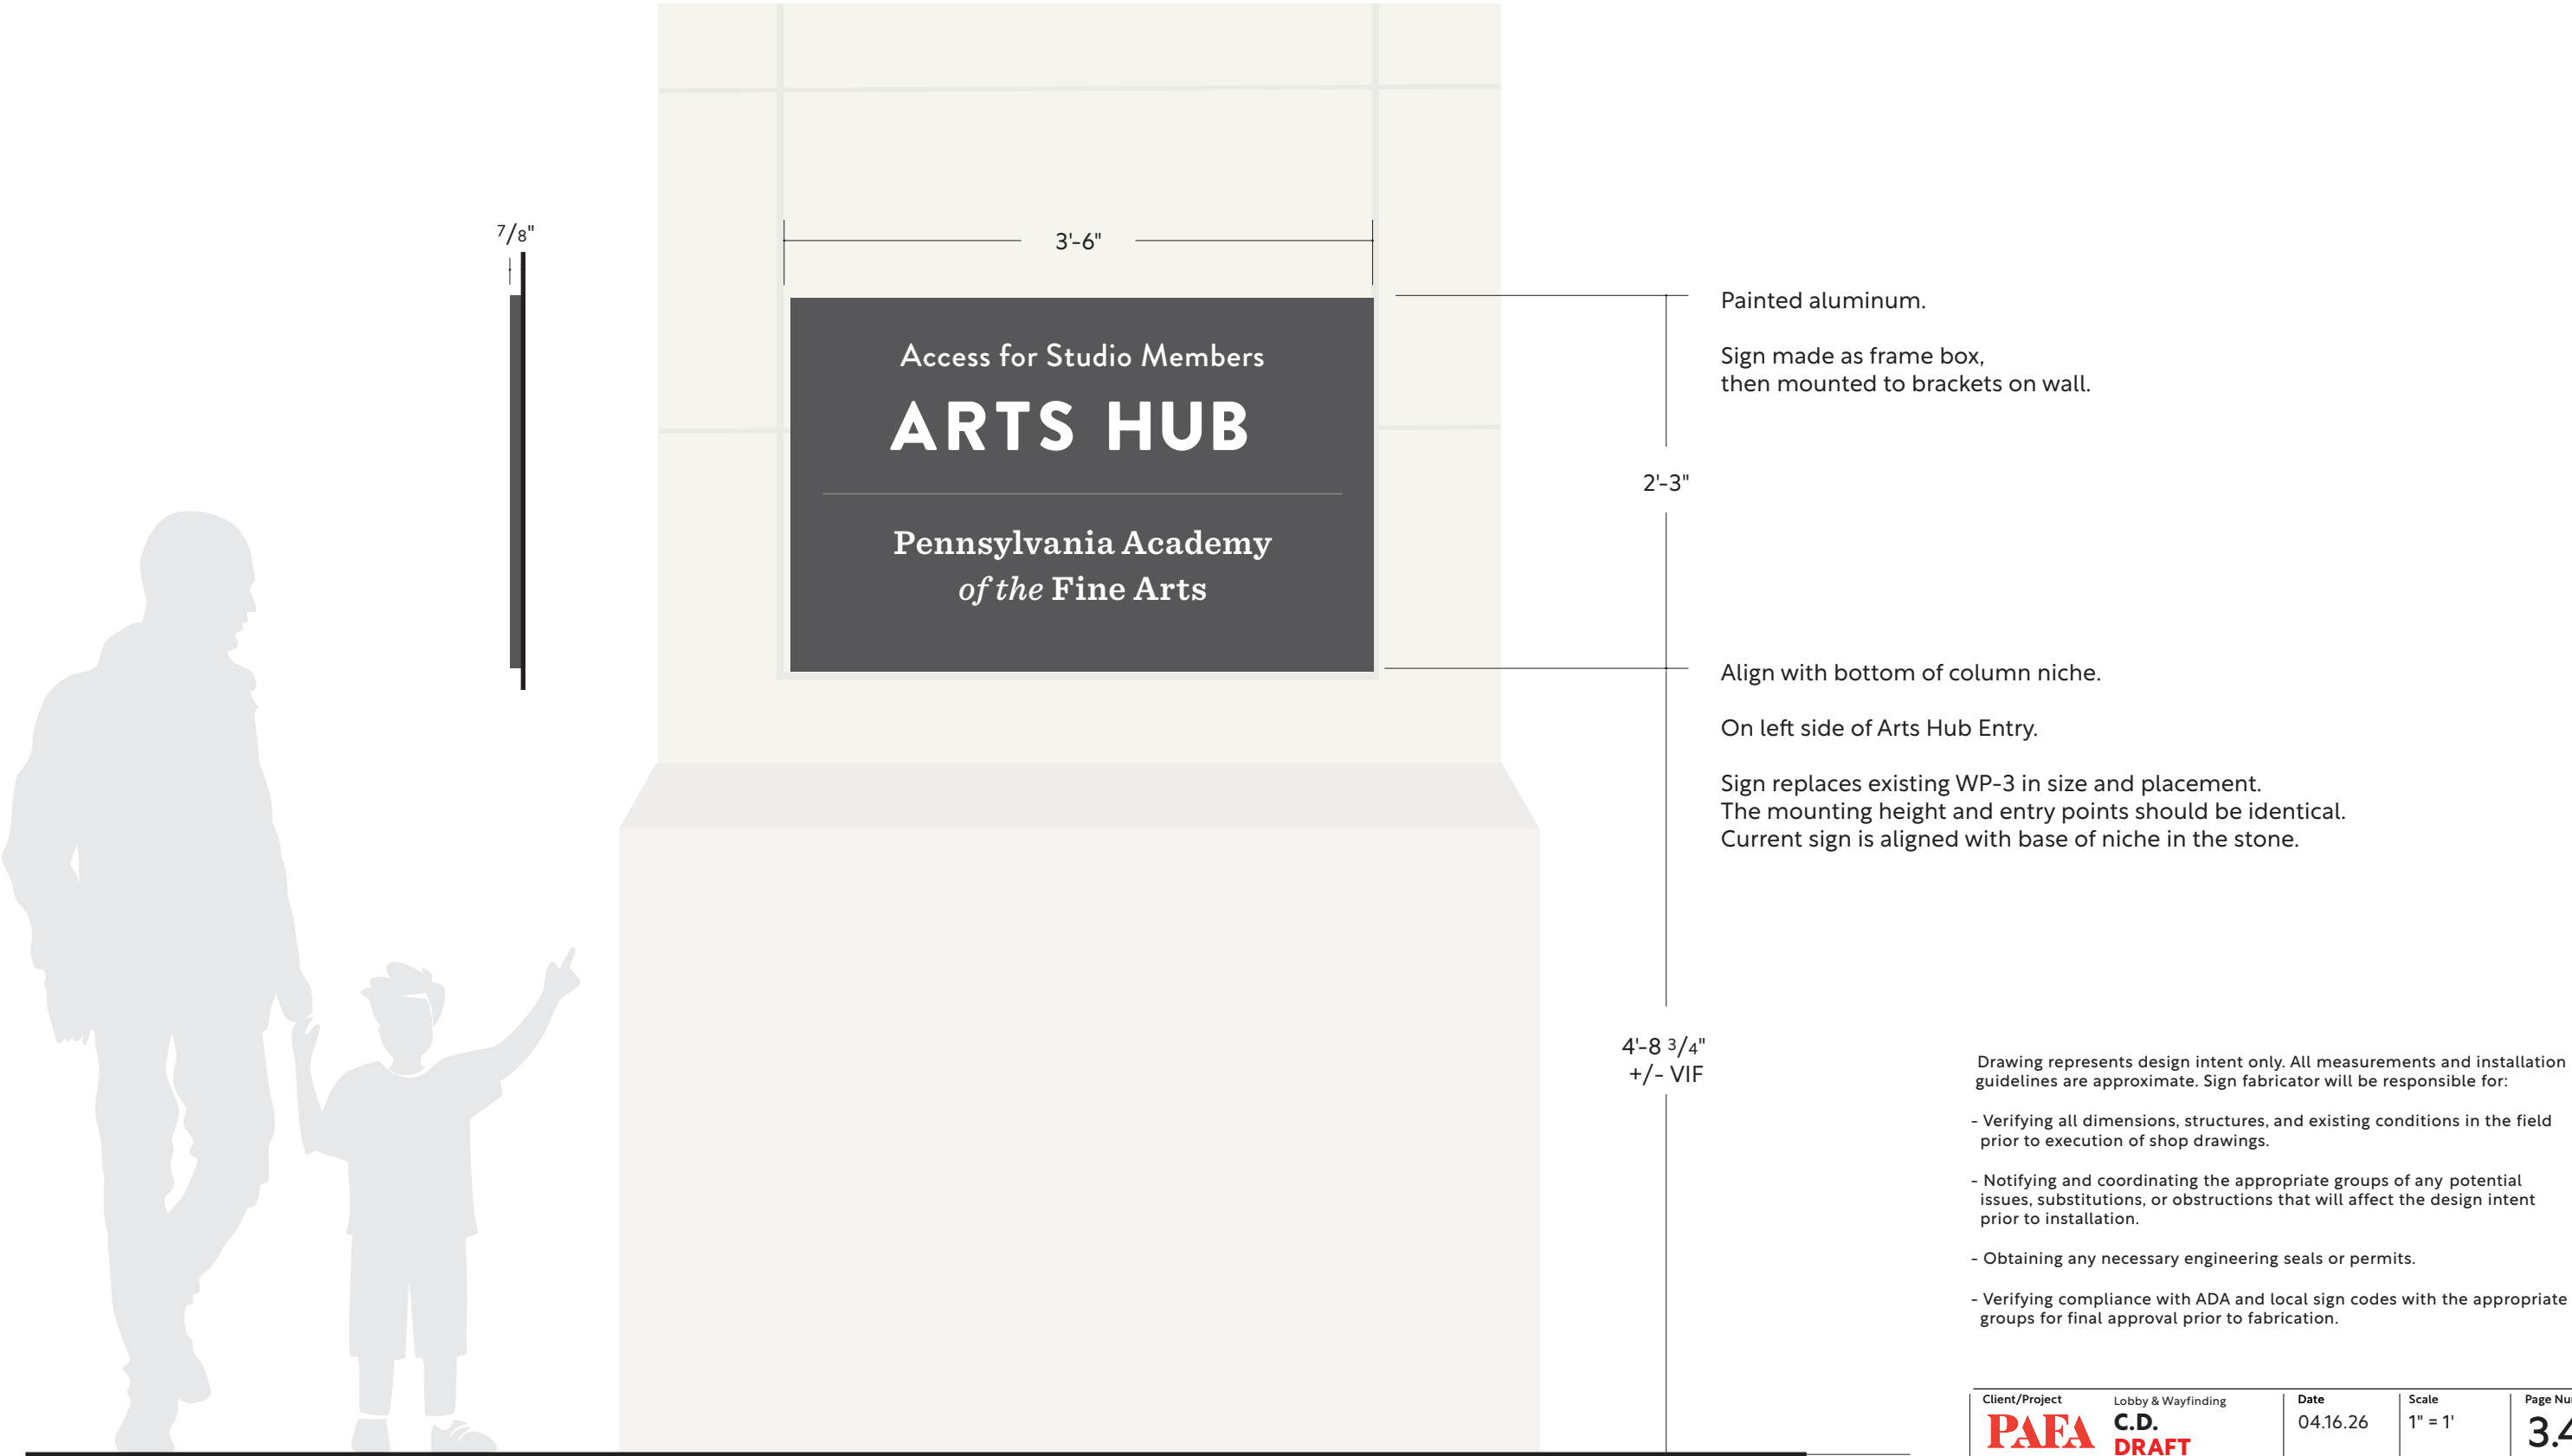 7/8"
3'-6"
Access for Studio Members
ARTS HUB
Pennsylvania Academy
of the Fine Arts
Painted aluminum.
Sign made as frame box,
then mounted to brackets on wall.
2'-3"
Align with bottom of column niche.
On left side of Arts Hub Entry.
Sign replaces existing WP-3 in size and placement.
The mounting height and entry points should be identical.
Current sign is aligned with base of niche in the stone.
4'-8 3/4"
+/- VIF
Drawing represents design intent only. All measurements and installation
guidelines are approximate. Sign fabricator will be responsible for:
- Verifying all dimensions, structures, and existing conditions in the field
prior to execution of shop drawings.
- Notifying and coordinating the appropriate groups of any potential
issues, substitutions, or obstructions that will affect the design intent
prior to installation.
- Obtaining any necessary engineering seals or permits.
- Verifying compliance with ADA and local sign codes with the appropriate
groups for final approval prior to fabrication.
Client/Project
PAFA
Lobby & Wayfinding
C.D.
DRAFT
Date
04.16.26
Scale
1" = 1'
Page